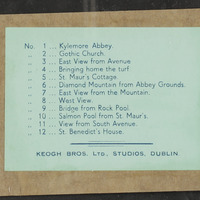 No. 1 ... Kylemore Abbey.
„ 2 ... Gothic Church.
„ 3 ... East View from Avenue
„ 4 ... Bringing home the turf
„ 5 ... St. Maur's Cottage.
„ 6 ... Diamond Mountain from Abbey Grounds.
„ 7 ... East View from the Mountain.
„ 8 ... West View.
„ 9 ... Bridge from Rock Pool.
„ 10 ... Salmon Pool from St. Maur's.
„ 11 ... View from South Avenue.
„ 12 ... St. Benedict's House.
KEOGH BROS. LTD., STUDIOS, DUBLIN